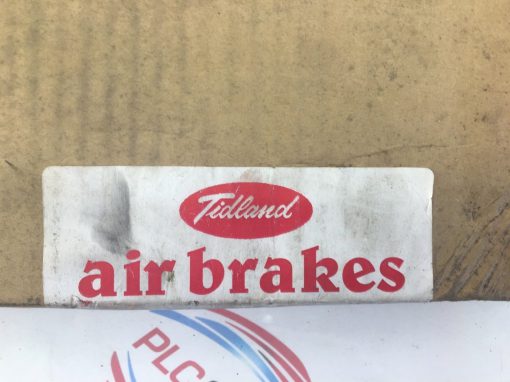 Tidland
air brakes
PLC